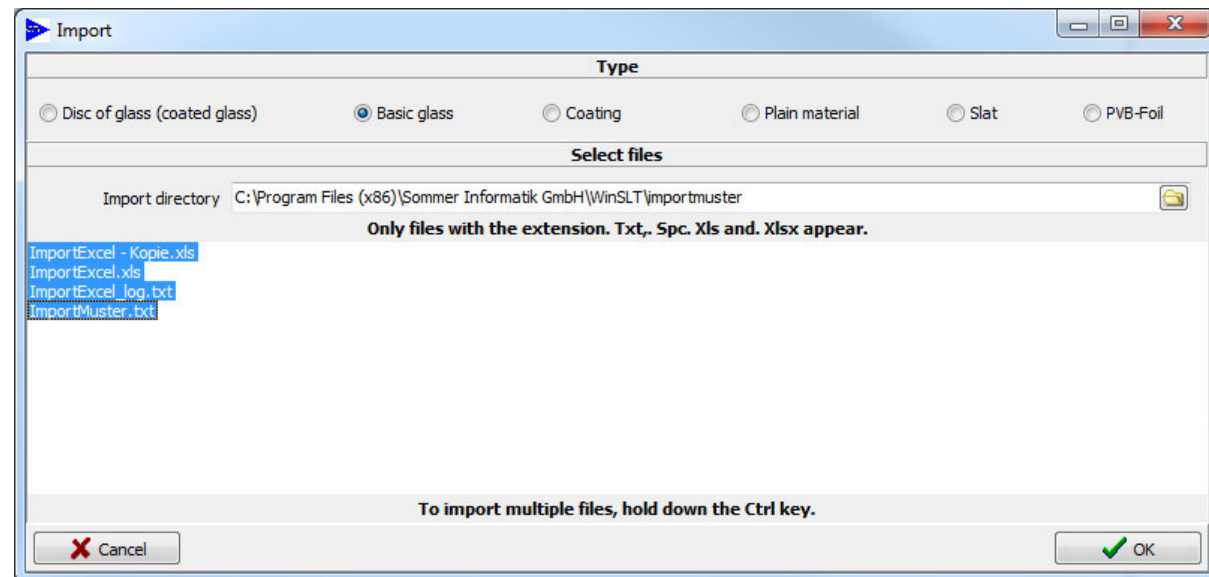 Import
Type
Disc of glass (coated glass) Basic glass Coating Plain material Slat PVB-Foil
Select files
Import directory C:\Program Files (x86)\Sommer Informatik GmbH\WinSLT\importmuster
Only files with the extension. Txt,. Spc. Xls and. Xlsx appear.
ImportExcel - Kopie.xls
ImportExcel.xls
ImportExcel_log.txt
ImportMuster.txt
To import multiple files, hold down the Ctrl key.
Cancel OK